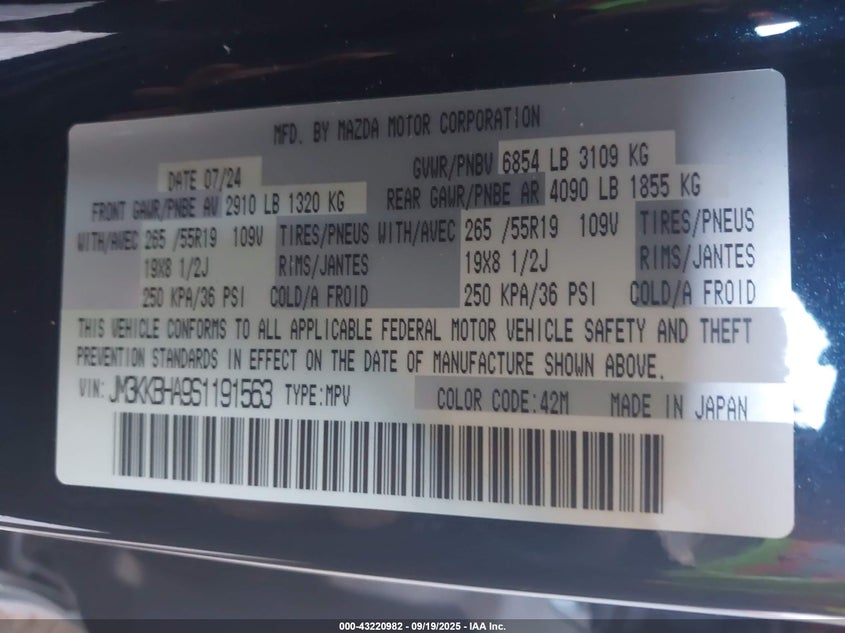 MFD. BY MAZDA MOTOR CORPORATION
DATE 07/24 GVWR/PNBV 6854 LB 3109 KG
FRONT GAWR/PNBE AV 2910 LB 1320 KG REAR GAWR/PNBE AR 4090 LB 1855 KG
WITH/AVEC 265 /55R19 109V TIRES/PNEUS WITH/AVEC 265 /55R19 109V TIRES/PNEUS
19X8 1/2J RIMS/JANTES 19X8 1/2J RIMS/JANTES
250 KPA/36 PSI COLD/A FROID 250 KPA/36 PSI COLD/A FROID
THIS VEHICLE CONFORMS TO ALL APPLICABLE FEDERAL MOTOR VEHICLE SAFETY AND THEFT
PREVENTION STANDARDS IN EFFECT ON THE DATE OF MANUFACTURE SHOWN ABOVE.
VIN: JM3KKBHA9S1191563 TYPE:MPV COLOR CODE:42M MADE IN JAPAN
000-43220982 - 09/19/2025 - IAA Inc.